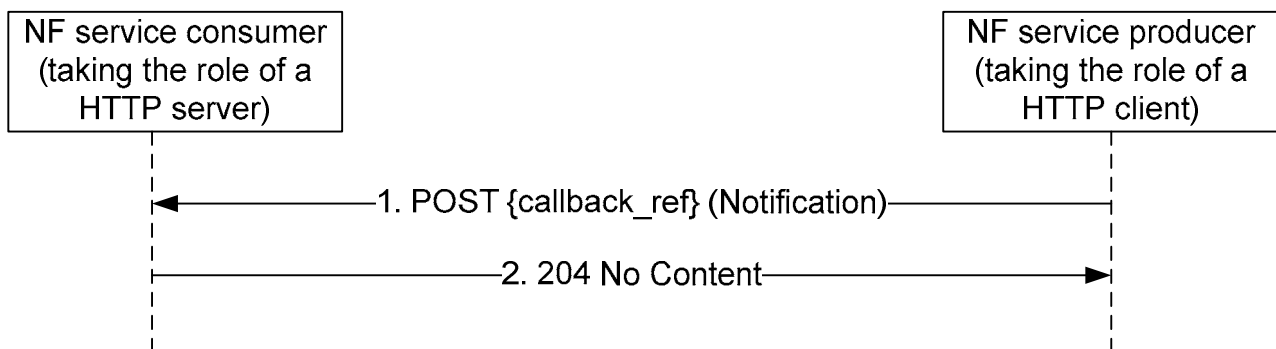 NF service consumer
(taking the role of a
HTTP server)
NF service producer
(taking the role of a
HTTP client)
1. POST {callback_ref} (Notification)
2. 204 No Content